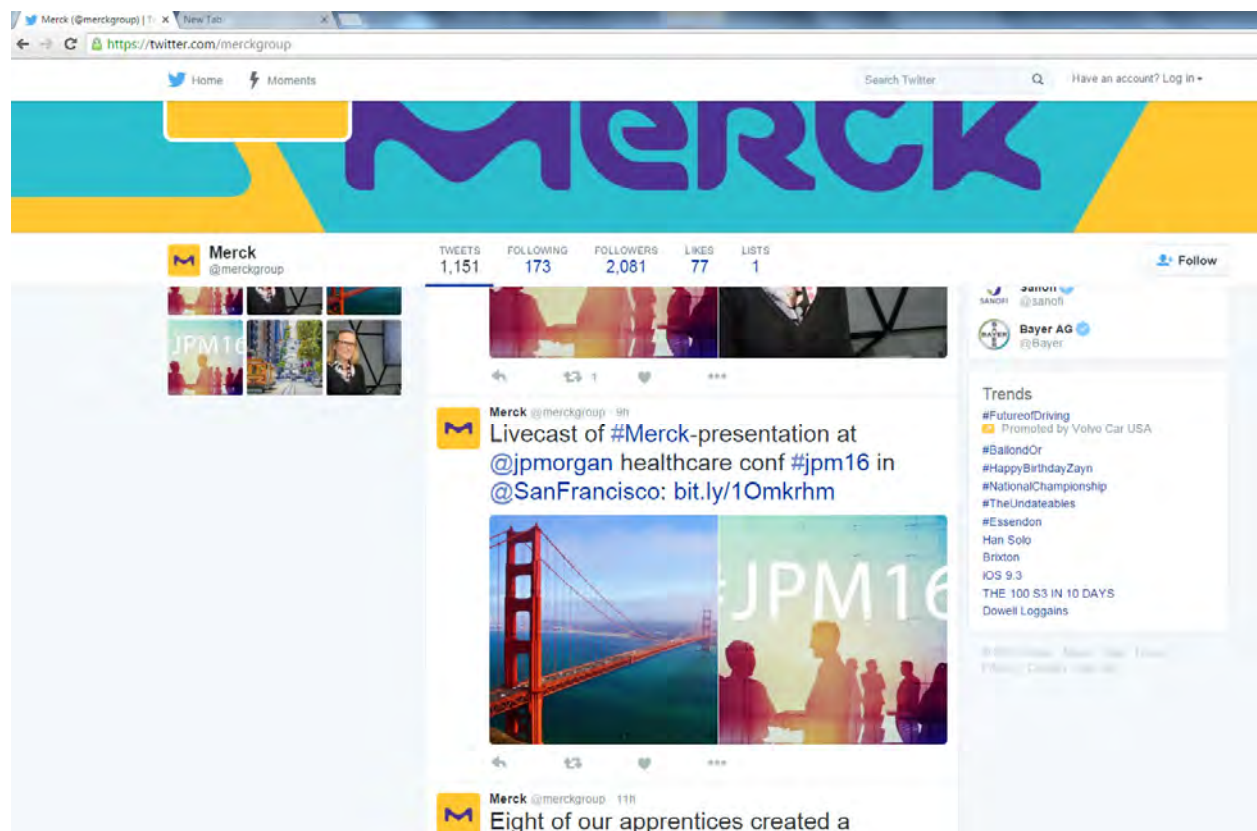 Merck (@merckgroup) | T
New Tab
https://twitter.com/merckgroup
Home
Moments
Search Twitter
Have an account? Log in
MERCK
Merck
@merckgroup
TWEETS
1,151
FOLLOWING
173
FOLLOWERS
2,081
LIKES
77
LISTS
1
Follow
JPM16
1
SANOFI
Sanofi
@sanofi
BAYER
Bayer AG
@Bayer
Merck @merckgroup · 9h
Livecast of #Merck-presentation at
@jpmorgan healthcare conf #jpm16 in
@SanFrancisco: bit.ly/1Omkrhm
#JPM16
Trends
#FutureofDriving
Promoted by Volvo Car USA
#BallondOr
#HappyBirthdayZayn
#NationalChampionship
#TheUndateables
#Essendon
Han Solo
Brixton
iOS 9.3
THE 100 S3 IN 10 DAYS
Dowell Loggains
Merck @merckgroup · 11h
Eight of our apprentices created a